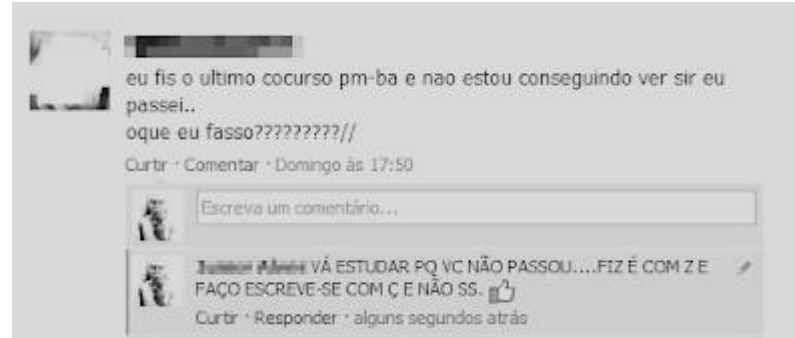 eu fis o ultimo cocurso pm-ba e nao estou conseguindo ver sir eu
passei..
oque eu fasso?????????//
Curtir · Comentar · Domingo às 17:50
Escreva um comentário...
VÁ ESTUDAR PQ VC NÃO PASSOU....FIZ É COM Z E
FAÇO ESCREVE-SE COM Ç E NÃO SS.
Curtir · Responder · alguns segundos atrás